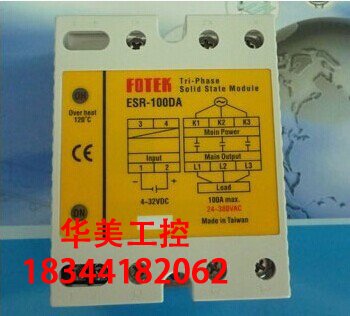 FOTEK
Tri-Phase
Solid State Module
ESR-100DA
OH
Over heat
120°C
3 4
K1 K2 K3
Main Power
Input
Main Output
1 2
L1 L2 L3
Load
4-32VDC
100A max.
24-380VAC
Made in Taiwan
CE
ON
华美工控
18344182062